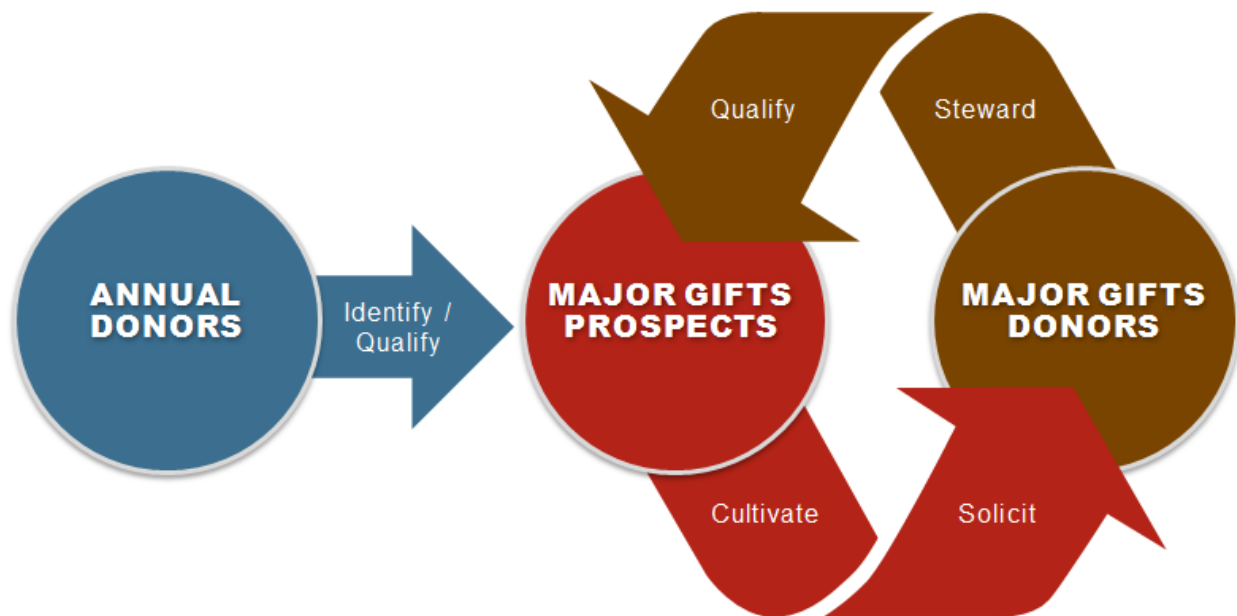 ANNUAL
DONORS
Identify /
Qualify
MAJOR GIFTS
PROSPECTS
Qualify
Steward
MAJOR GIFTS
DONORS
Cultivate
Solicit